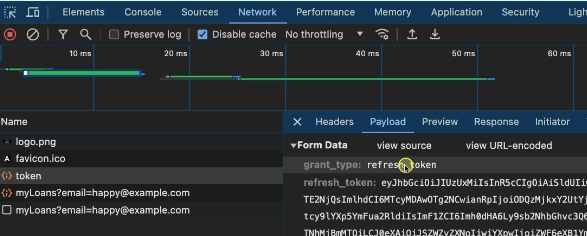 Elements Console Sources Network Performance Memory Application Security Ligh
Preserve log Disable cache No throttling
10 ms 20 ms 30 ms 40 ms 50 ms 60 ms
Name
Headers Payload Preview Response Initiator
logo.png
favicon.ico
token
myLoans?email=happy@example.com
myLoans?email=happy@example.com
Form Data view source view URL-encoded
grant_type: refresh_token
refresh_token: